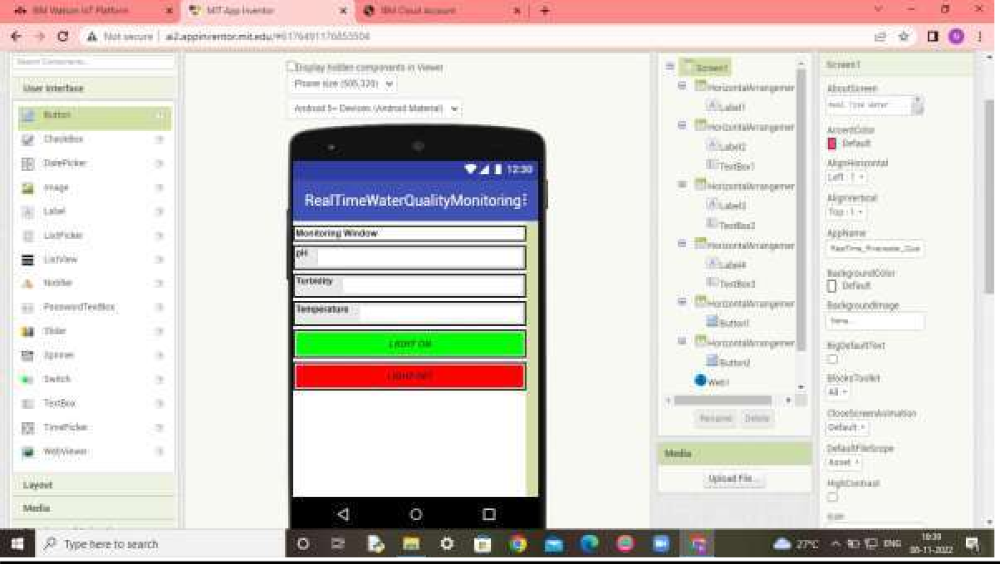 IBM Watson IoT Platform
MIT App Inventor
IBM Cloud Account
Not secure
ai2.appinventor.mit.edu/#6176491176855504
Search Components...
User Interface
Button
CheckBox
DatePicker
Image
Label
ListPicker
ListView
Notifier
PasswordTextBox
Slider
Spinner
Switch
TextBox
TimePicker
WebViewer
Layout
Media
Display hidden components in Viewer
Phone size (505,320)
Android 5+ Devices (Android Material)
12:30
RealTimeWaterQualityMonitoring
Monitoring Window
pH
Turbidity
Temperature
LIGHT ON
LIGHT OFF
Screen1
HorizontalArrangemer
Label1
HorizontalArrangemer
Label2
TextBox1
HorizontalArrangemer
Label3
TextBox2
HorizontalArrangemer
Label4
TextBox3
HorizontalArrangemer
Button1
HorizontalArrangemer
Button2
Web1
Rename Delete
Media
Upload File ...
Screen1
AboutScreen
Real Time Water
AccentColor
Default
AlignHorizontal
Left : 1
AlignVertical
Top : 1
AppName
BackgroundColor
Default
BackgroundImage
None...
BigDefaultText
BlocksToolkit
All
CloseScreenAnimation
Default
DefaultFileScope
Asset
HighContrast
Type here to search
27°C
ENG
08-11-2022